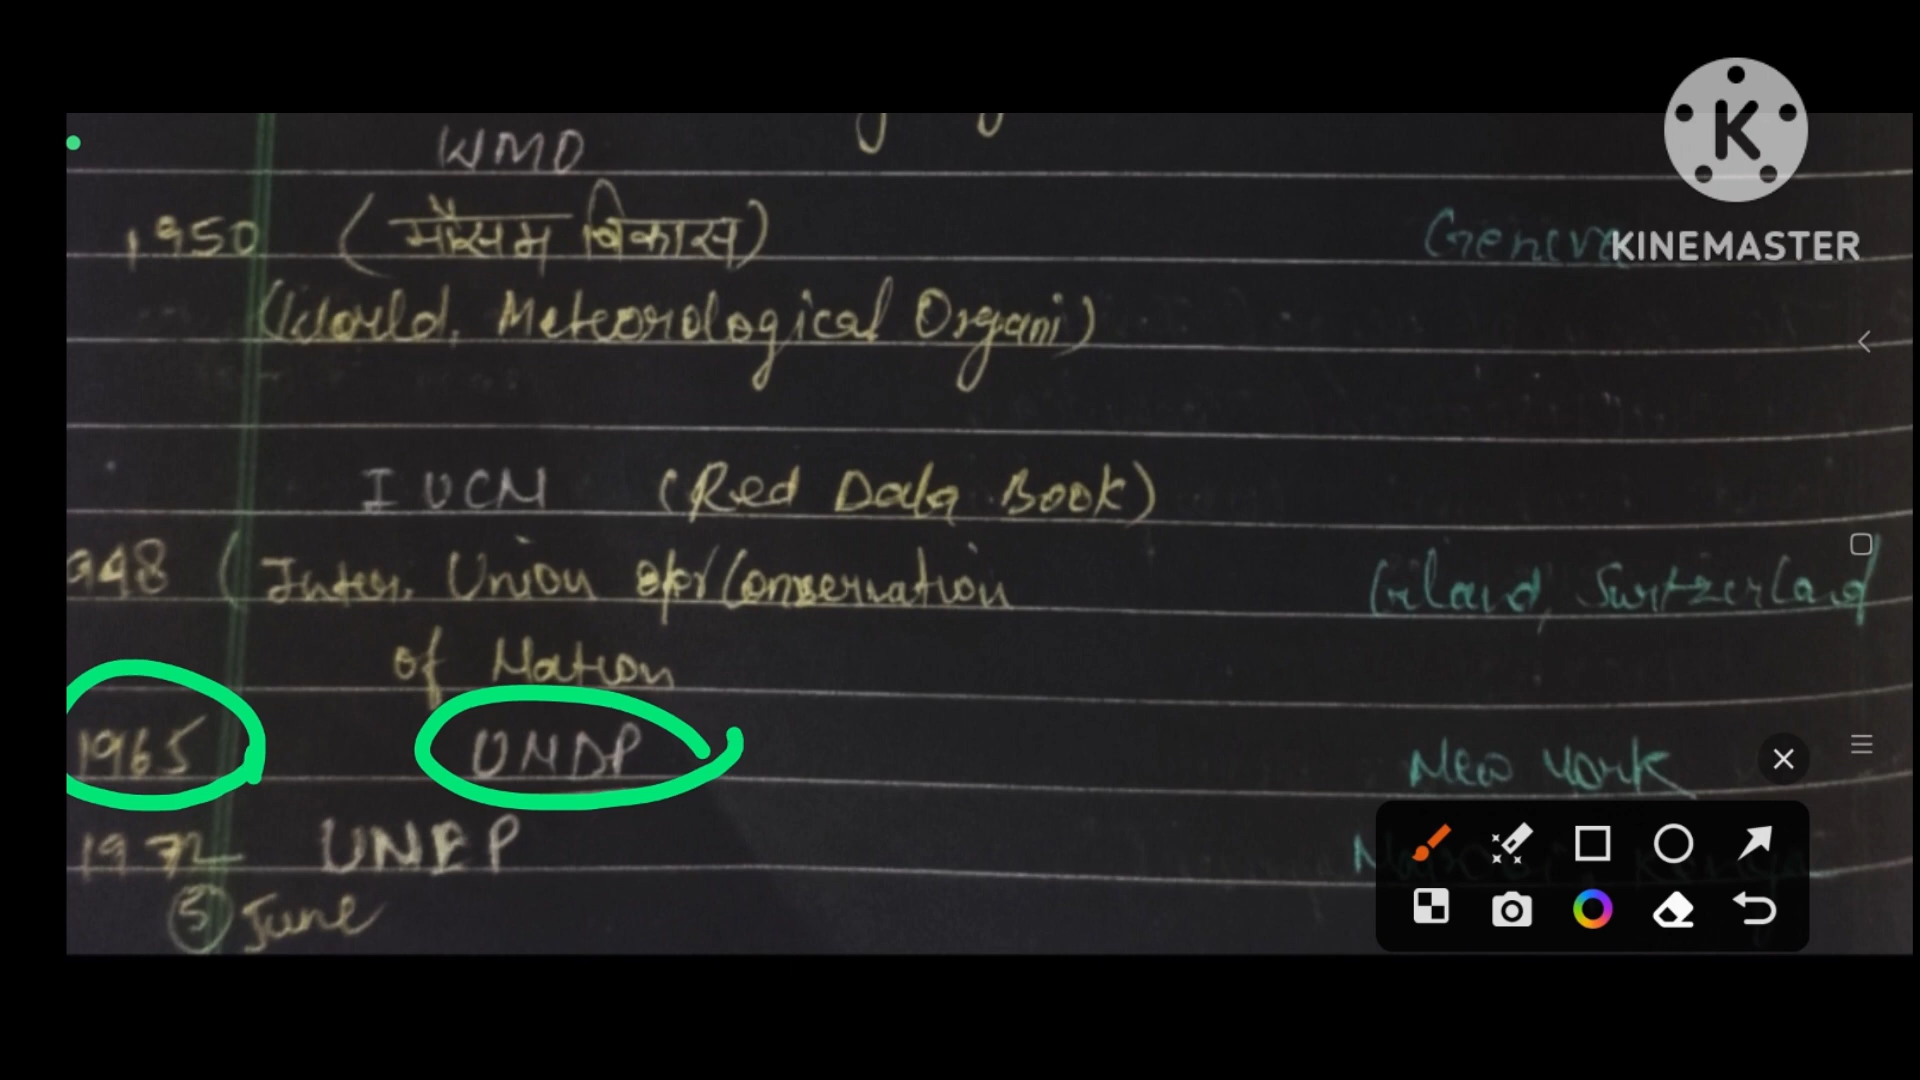 WMO
1950 (मौसम विकास) Geneva
KINEMASTER
(World. Meteorological Organi)
IUCN (Red Data Book)
948 (Inter. Union for Conservation Gland, Switzerland
of Nation
1965 UNDP New York
1972 UNEP
5 June